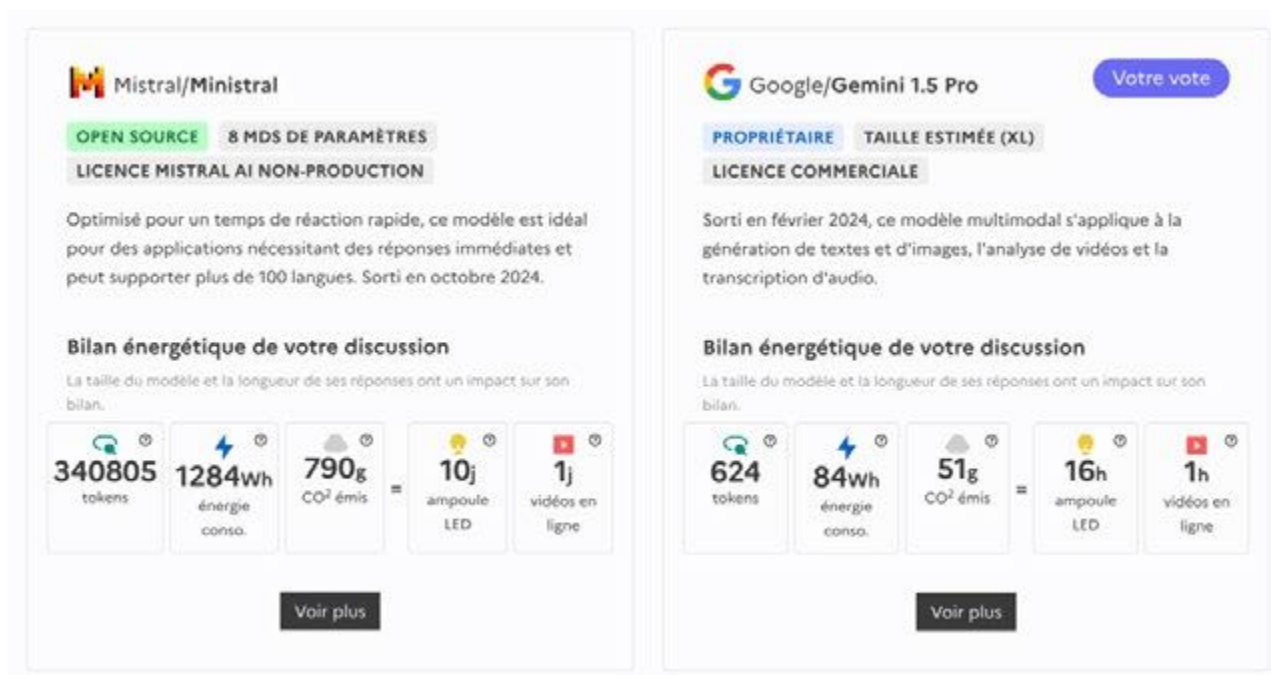 Mistral/Ministral
OPEN SOURCE 8 MDS DE PARAMÈTRES
LICENCE MISTRAL AI NON-PRODUCTION
Optimisé pour un temps de réaction rapide, ce modèle est idéal
pour des applications nécessitant des réponses immédiates et
peut supporter plus de 100 langues. Sorti en octobre 2024.
Bilan énergétique de votre discussion
La taille du modèle et la longueur de ses réponses ont un impact sur son
bilan.
340805
tokens
1284Wh
énergie
conso.
790g
CO² émis
=
10j
ampoule
LED
1j
vidéos en
ligne
Voir plus
Google/Gemini 1.5 Pro
Votre vote
PROPRIÉTAIRE TAILLE ESTIMÉE (XL)
LICENCE COMMERCIALE
Sorti en février 2024, ce modèle multimodal s'applique à la
génération de textes et d'images, l'analyse de vidéos et la
transcription d'audio.
Bilan énergétique de votre discussion
La taille du modèle et la longueur de ses réponses ont un impact sur son
bilan.
624
tokens
84Wh
énergie
conso.
51g
CO² émis
=
16h
ampoule
LED
1h
vidéos en
ligne
Voir plus